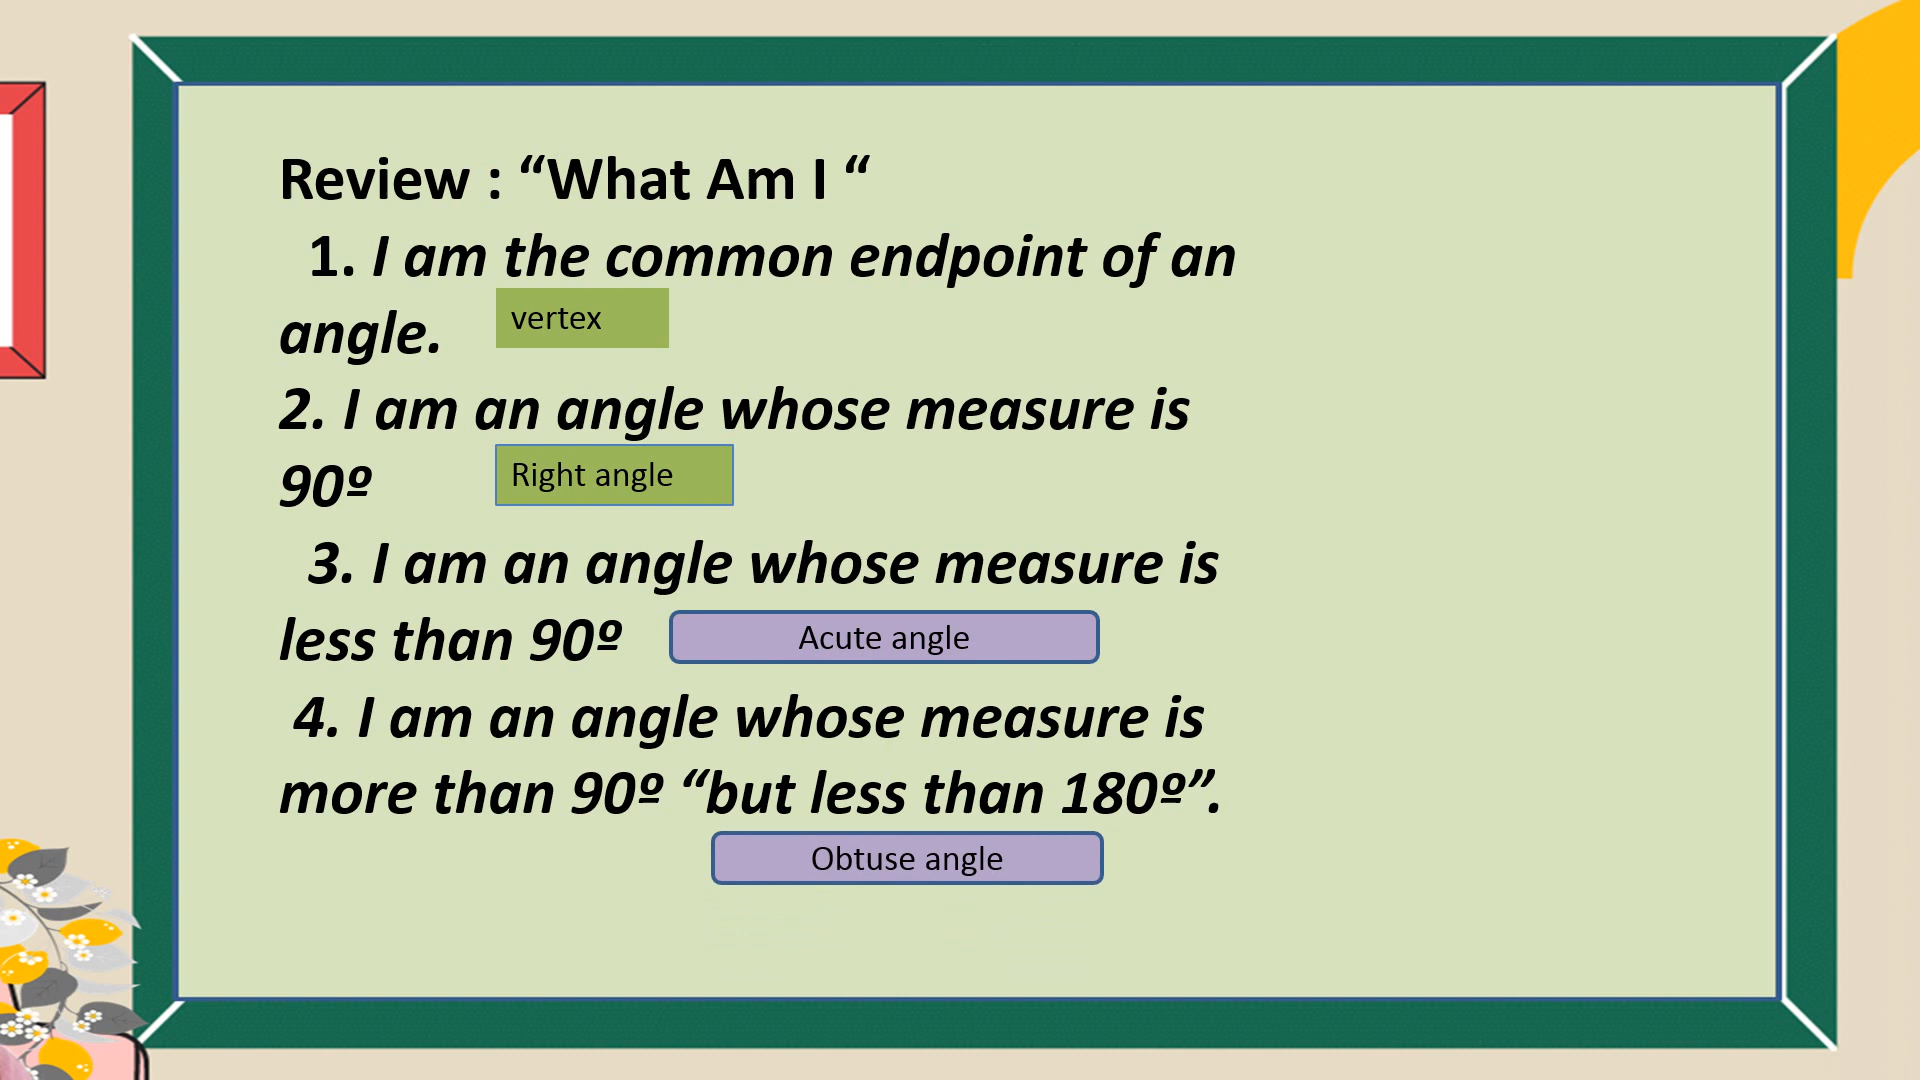 Review : “What Am I “
1. I am the common endpoint of an
angle.
vertex
2. I am an angle whose measure is
90º
Right angle
3. I am an angle whose measure is
less than 90º
Acute angle
4. I am an angle whose measure is
more than 90º “but less than 180º”.
Obtuse angle